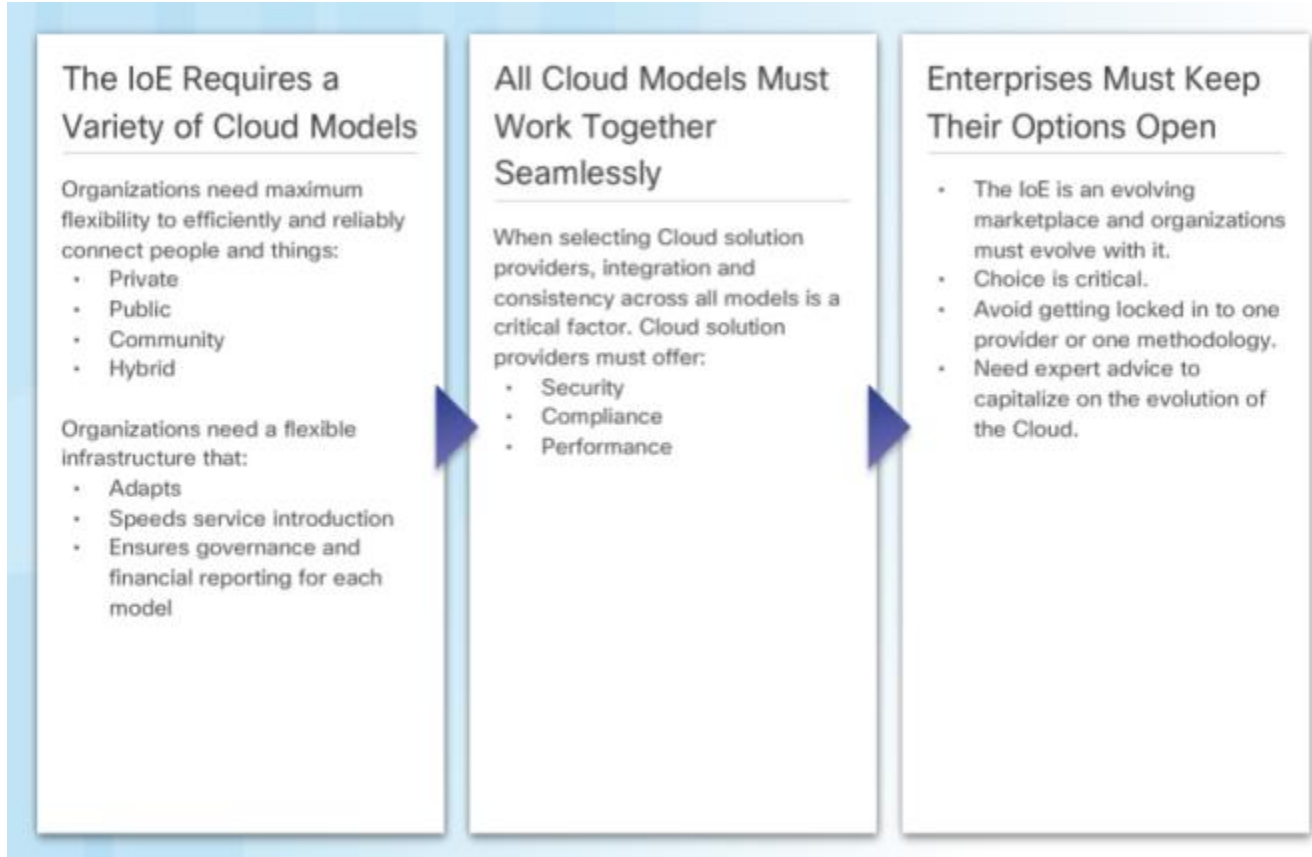 The IoE Requires a
Variety of Cloud Models
Organizations need maximum
flexibility to efficiently and reliably
connect people and things:
• Private
• Public
• Community
• Hybrid
Organizations need a flexible
infrastructure that:
• Adapts
• Speeds service introduction
• Ensures governance and
financial reporting for each
model
All Cloud Models Must
Work Together
Seamlessly
When selecting Cloud solution
providers, integration and
consistency across all models is a
critical factor. Cloud solution
providers must offer:
• Security
• Compliance
• Performance
Enterprises Must Keep
Their Options Open
• The IoE is an evolving
marketplace and organizations
must evolve with it.
• Choice is critical.
• Avoid getting locked in to one
provider or one methodology.
• Need expert advice to
capitalize on the evolution of
the Cloud.